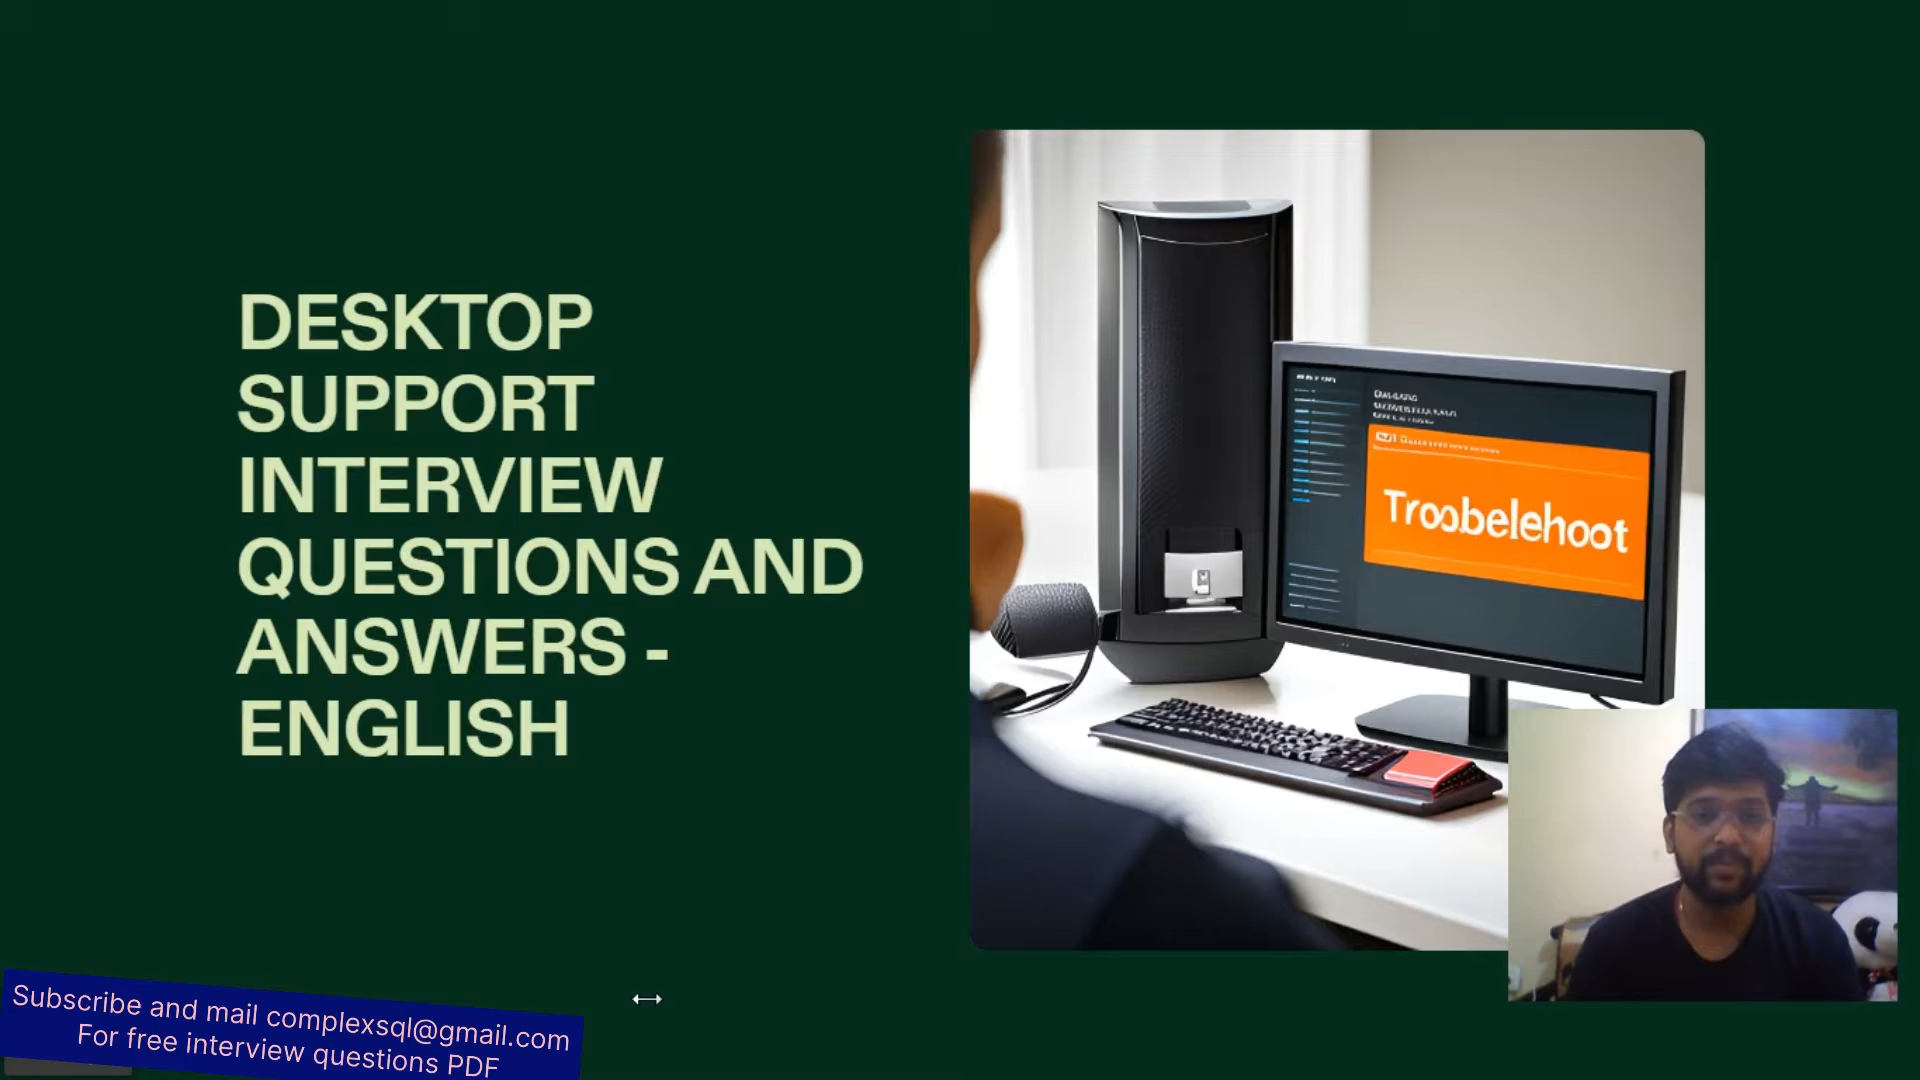 DESKTOP
SUPPORT
INTERVIEW
QUESTIONS AND
ANSWERS -
ENGLISH
Troobelehoot
Subscribe and mail complexsql@gmail.com
For free interview questions PDF